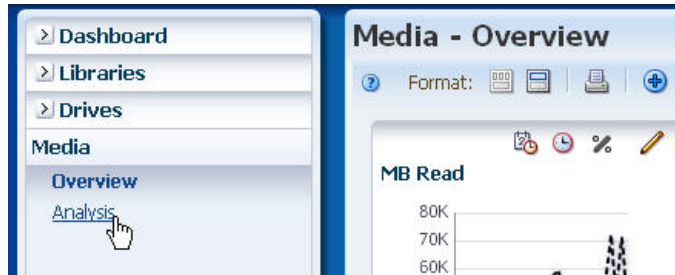 Dashboard
Libraries
Drives
Media
Overview
Analysis
Media - Overview
Format:
MB Read
80K
70K
60K